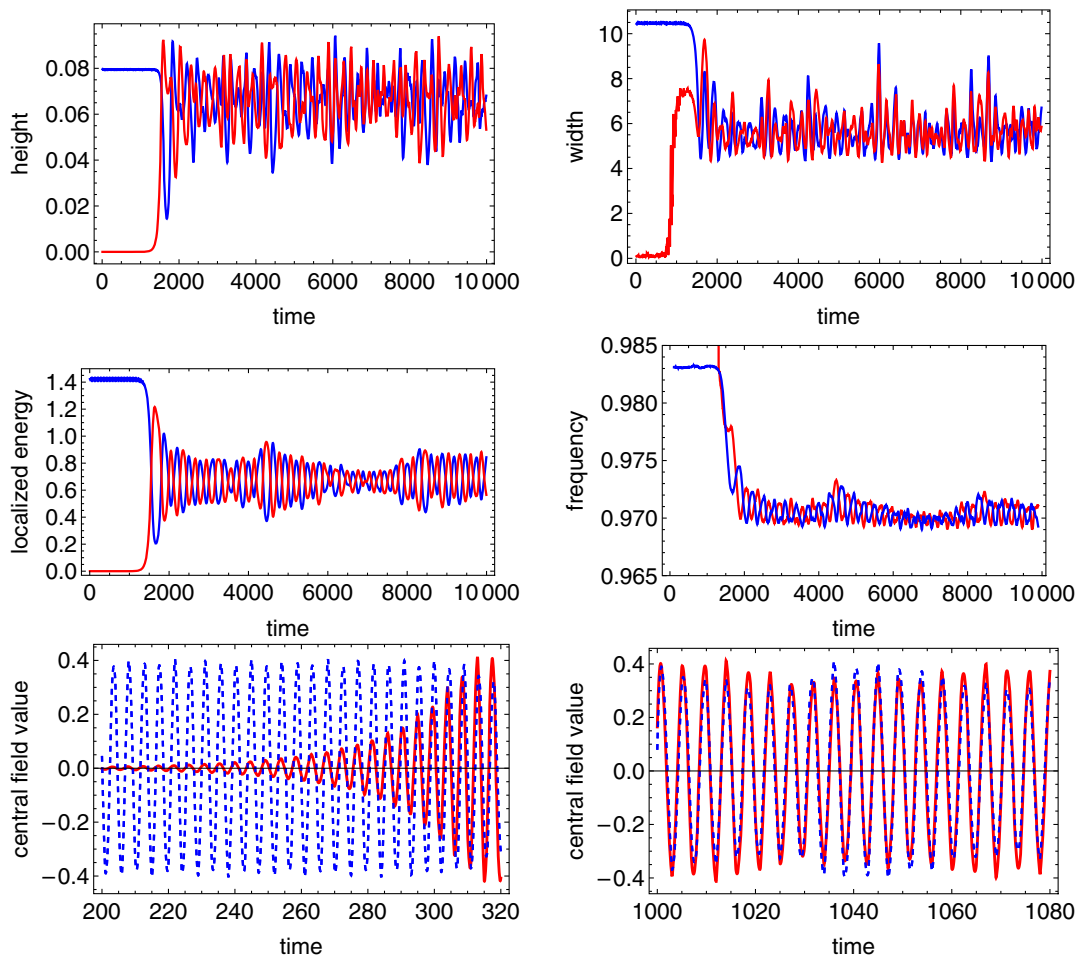 height
0.08
0.06
0.04
0.02
0.00
0 2000 4000 6000 8000 10 000
time
width
10
8
6
4
2
0
0 2000 4000 6000 8000 10 000
time
localized energy
1.4
1.2
1.0
0.8
0.6
0.4
0.2
0.0
0 2000 4000 6000 8000 10 000
time
frequency
0.985
0.980
0.975
0.970
0.965
0 2000 4000 6000 8000 10 000
time
central field value
0.4
0.2
0.0
−0.2
−0.4
200 220 240 260 280 300 320
time
central field value
0.4
0.2
0.0
−0.2
−0.4
1000 1020 1040 1060 1080
time